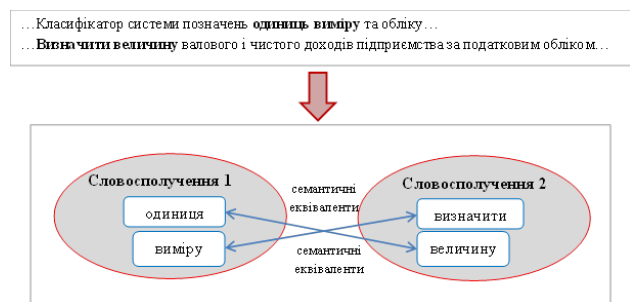 …Класифікатор системи позначень одиниць виміру та обліку…
…Визначити величину валового і чистого доходів підприємства за податковим обліком…
Словосполучення 1
одиниця
виміру
семантичні
еквіваленти
семантичні
еквіваленти
Словосполучення 2
визначити
величину